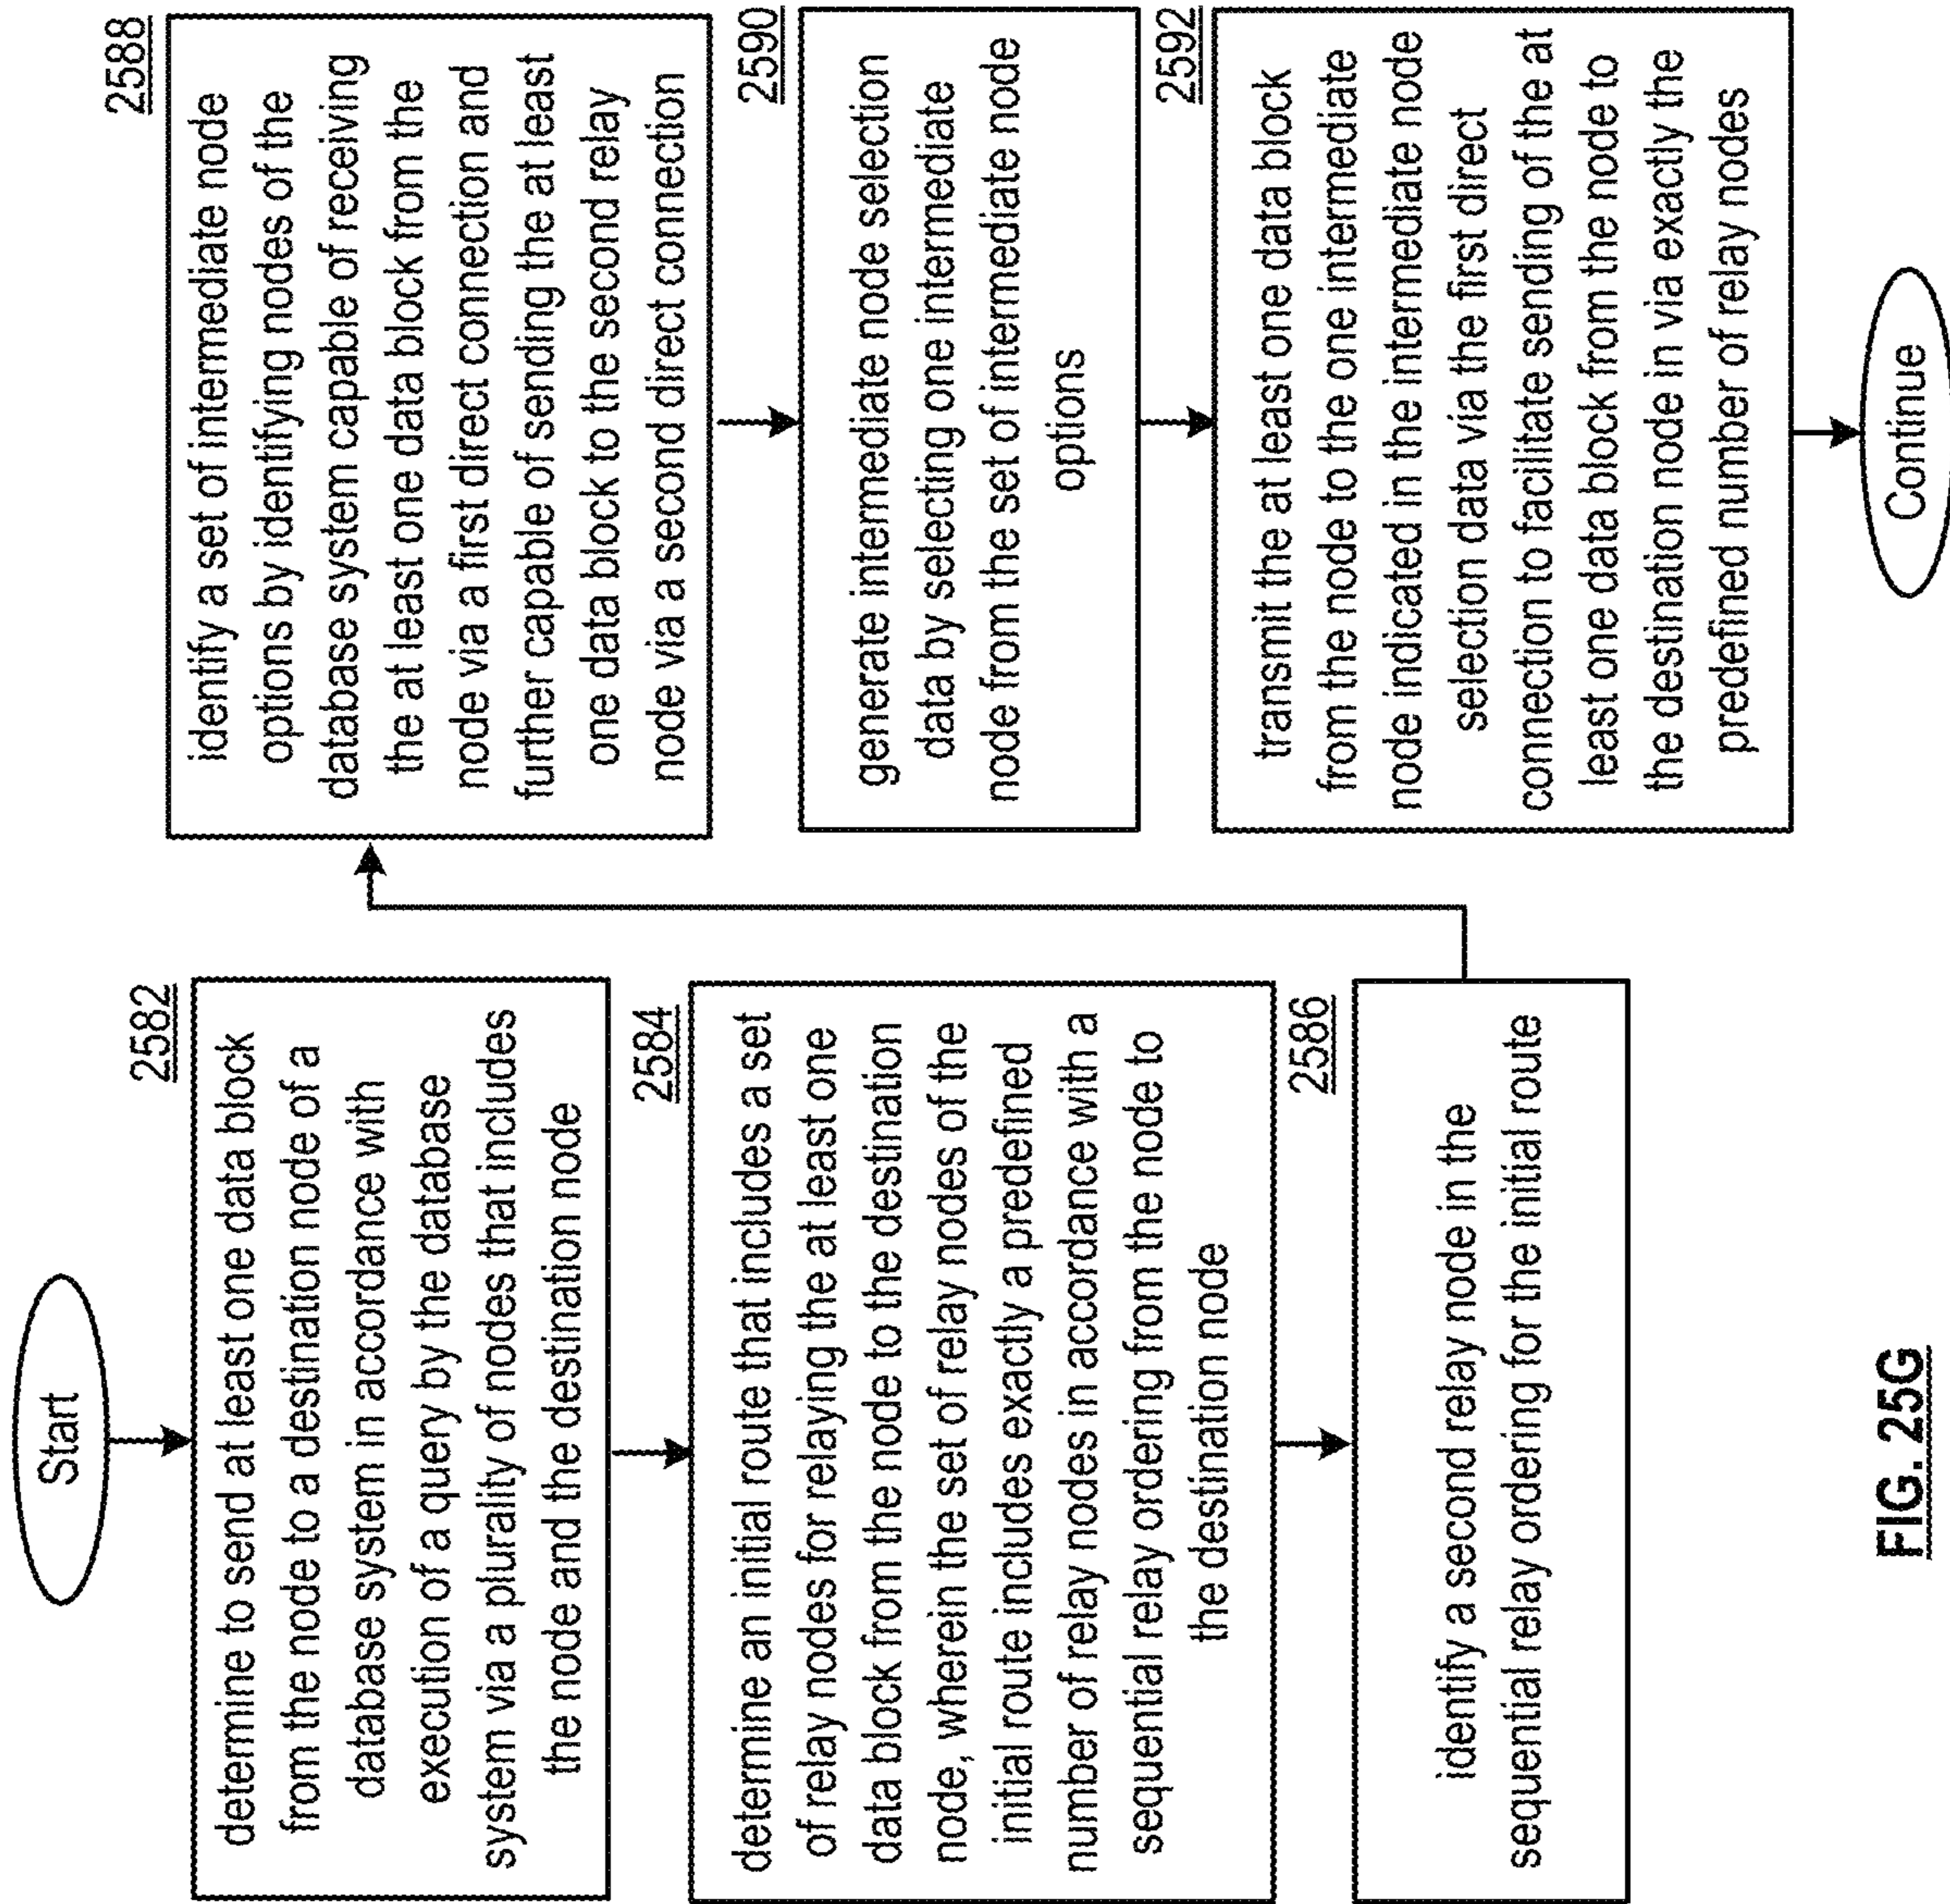 Start
2582
determine to send at least one data block
from the node to a destination node of a
database system in accordance with
execution of a query by the database
system via a plurality of nodes that includes
the node and the destination node
2584
determine an initial route that includes a set
of relay nodes for relaying the at least one
data block from the node to the destination
node, wherein the set of relay nodes of the
initial route includes exactly a predefined
number of relay nodes in accordance with a
sequential relay ordering from the node to
the destination node
2586
identify a second relay node in the
sequential relay ordering for the initial route
2588
identify a set of intermediate node
options by identifying nodes of the
database system capable of receiving
the at least one data block from the
node via a first direct connection and
further capable of sending the at least
one data block to the second relay
node via a second direct connection
2590
generate intermediate node selection
data by selecting one intermediate
node from the set of intermediate node
options
2592
transmit the at least one data block
from the node to the one intermediate
node indicated in the intermediate node
selection data via the first direct
connection to facilitate sending of the at
least one data block from the node to
the destination node in via exactly the
predefined number of relay nodes
Continue
FIG. 25G